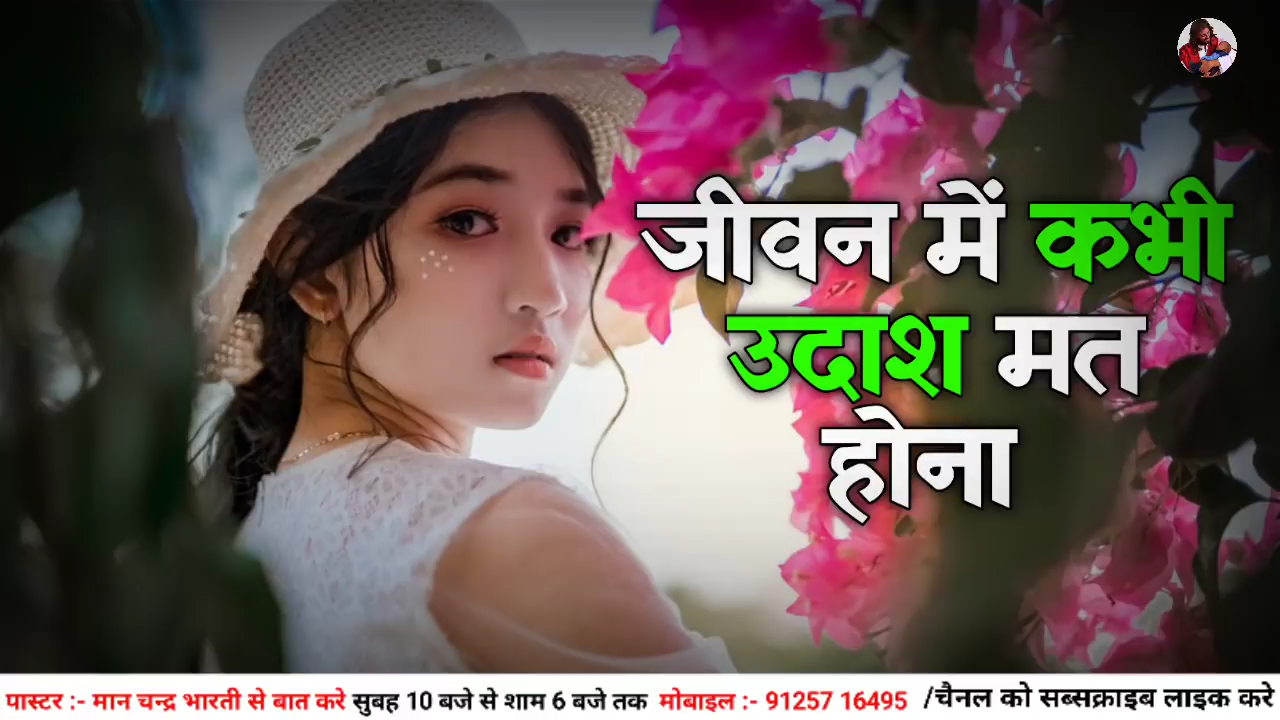 जीवन में कभी
उदाश मत
होना
पास्टर :- मान चन्द्र भारती से बात करे सुबह 10 बजे से शाम 6 बजे तक मोबाइल :- 91257 16495 /चैनल को सब्सक्राइब लाइक करे